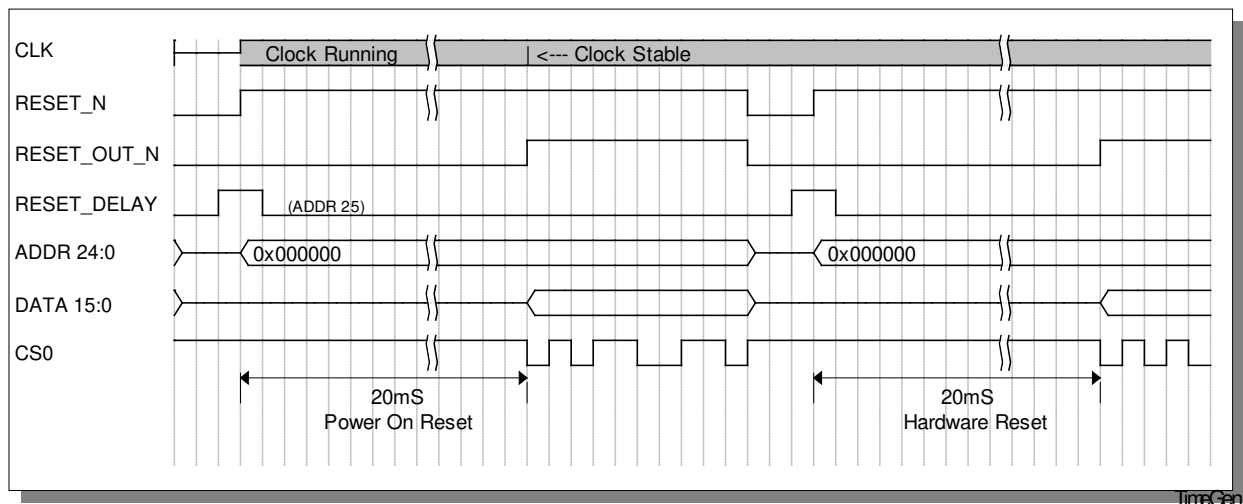 CLK
Clock Running
| <--- Clock Stable
RESET_N
RESET_OUT_N
RESET_DELAY
(ADDR 25)
ADDR 24:0
0x000000
0x000000
DATA 15:0
CS0
20mS
Power On Reset
20mS
Hardware Reset
TimeGen